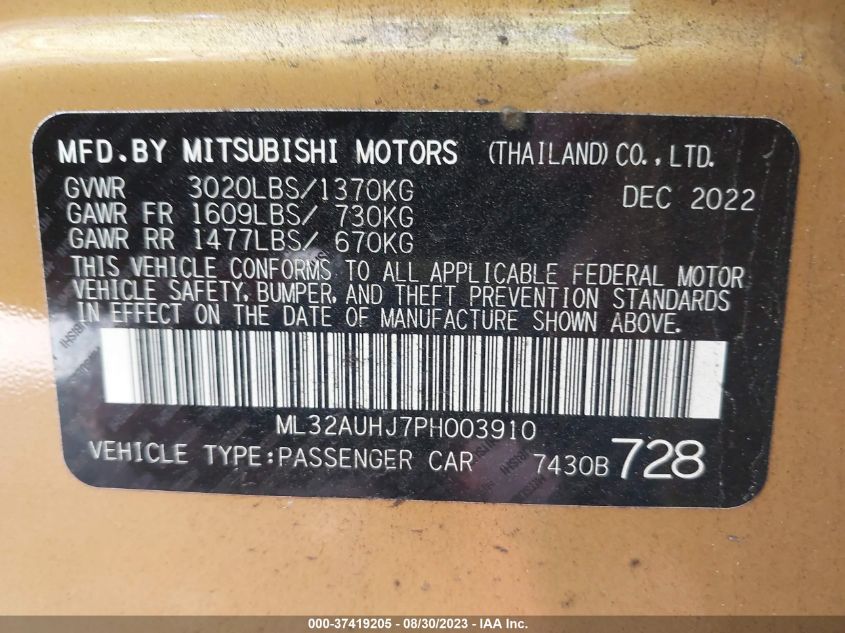 MFD.BY MITSUBISHI MOTORS (THAILAND) CO., LTD.
GVWR 3020LBS/1370KG DEC 2022
GAWR FR 1609LBS/ 730KG
GAWR RR 1477LBS/ 670KG
THIS VEHICLE CONFORMS TO ALL APPLICABLE FEDERAL MOTOR
VEHICLE SAFETY, BUMPER, AND THEFT PREVENTION STANDARDS
IN EFFECT ON THE DATE OF MANUFACTURE SHOWN ABOVE.
ML32AUHJ7PH003910
VEHICLE TYPE:PASSENGER CAR 7430B 728
000-37419205 - 08/30/2023 - IAA Inc.